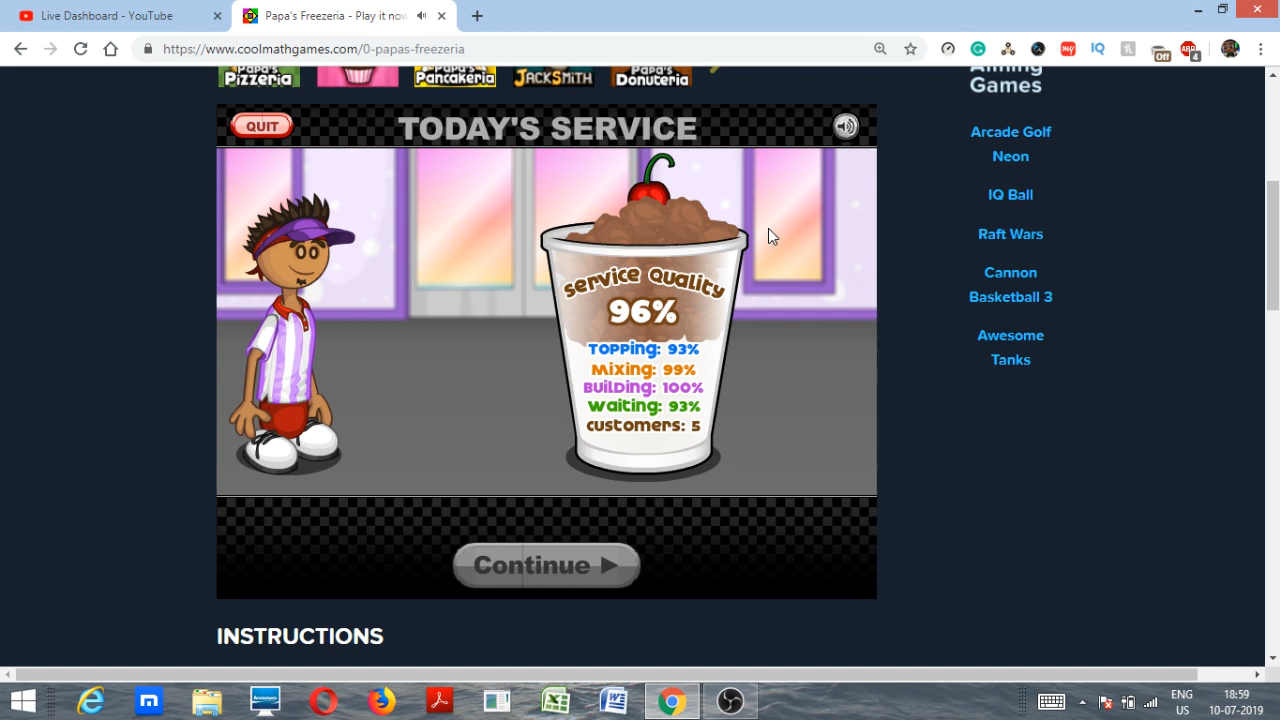 Live Dashboard - YouTube
Papa's Freezeria - Play it now
https://www.coolmathgames.com/0-papas-freezeria
Off
4
Papa's
Pizzeria
Papa's
Pancakeria
JACKSMITH
Papa's
Donuteria
Aiming
Games
Arcade Golf
Neon
IQ Ball
Raft Wars
Cannon
Basketball 3
Awesome
Tanks
QUIT
TODAY'S SERVICE
Service Quality
96%
Topping: 93%
Mixing: 99%
Building: 100%
Waiting: 93%
Customers: 5
Continue
INSTRUCTIONS
ENG
US
18:59
10-07-2019